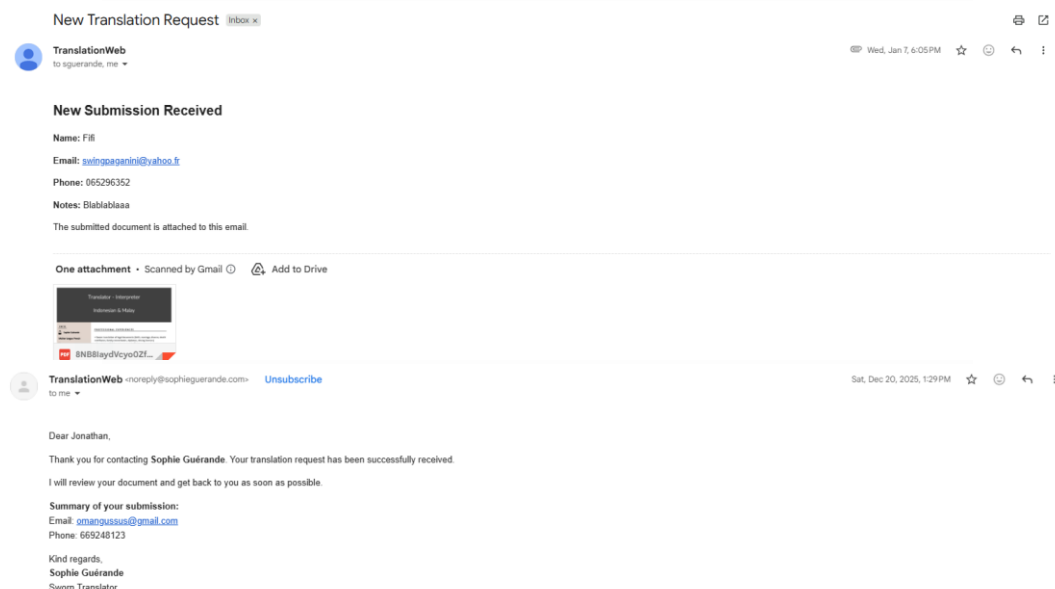 New Translation Request Inbox x
TranslationWeb
Wed, Jan 7, 6:05 PM
to sguerande, me
New Submission Received
Name: Fifi
Email: swingpaganini@yahoo.fr
Phone: 065296352
Notes: Blablablaaa
The submitted document is attached to this email.
One attachment • Scanned by Gmail Add to Drive
Translator - Interpreter
Indonesian & Malay
PDF
TranslationWeb <noreply@sophieguerande.com> Unsubscribe
Sat, Dec 20, 2025, 1:29 PM
to me
Dear Jonathan,
Thank you for contacting Sophie Guérande. Your translation request has been successfully received.
I will review your document and get back to you as soon as possible.
Summary of your submission:
Email: omangussus@gmail.com
Phone: 669248123
Kind regards,
Sophie Guérande
Sworn Translator